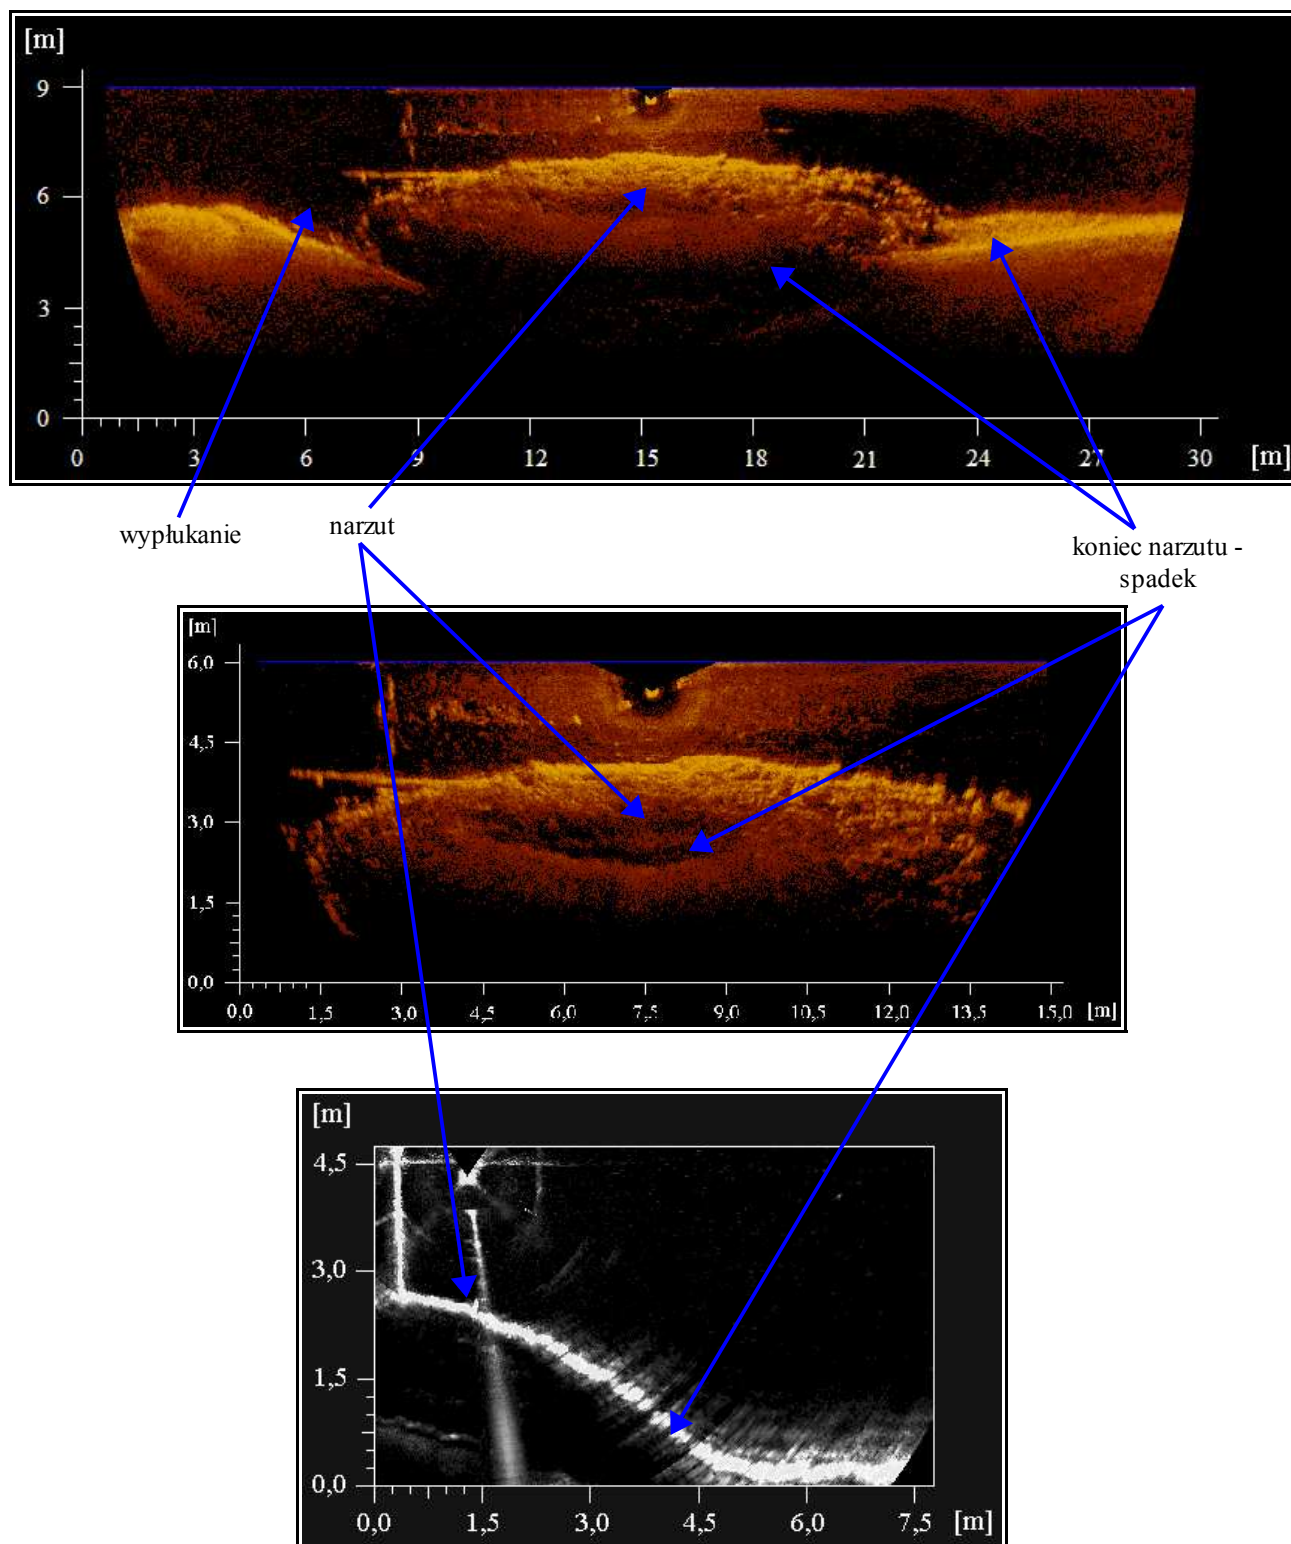 [m]
9
6
3
0
0 3 6 9 12 15 18 21 24 27 30 [m]
wypłukanie
narzut
koniec narzutu -
spadek
[m]
6,0
4,5
3,0
1,5
0,0
0,0 1,5 3,0 4,5 6,0 7,5 9,0 10,5 12,0 13,5 15,0 [m]
[m]
4,5
3,0
1,5
0,0
0,0 1,5 3,0 4,5 6,0 7,5 [m]